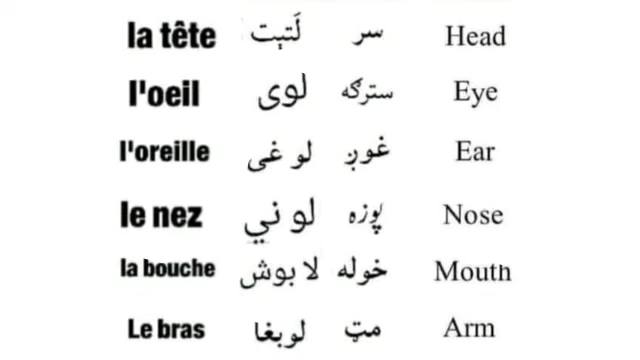 la tête لَتېت سر Head
l'oeil لوی سترګه Eye
l'oreille لو غی غوږ Ear
le nez لو ني پوزه Nose
la bouche لا بوش خوله Mouth
Le bras لوبغا مټ Arm